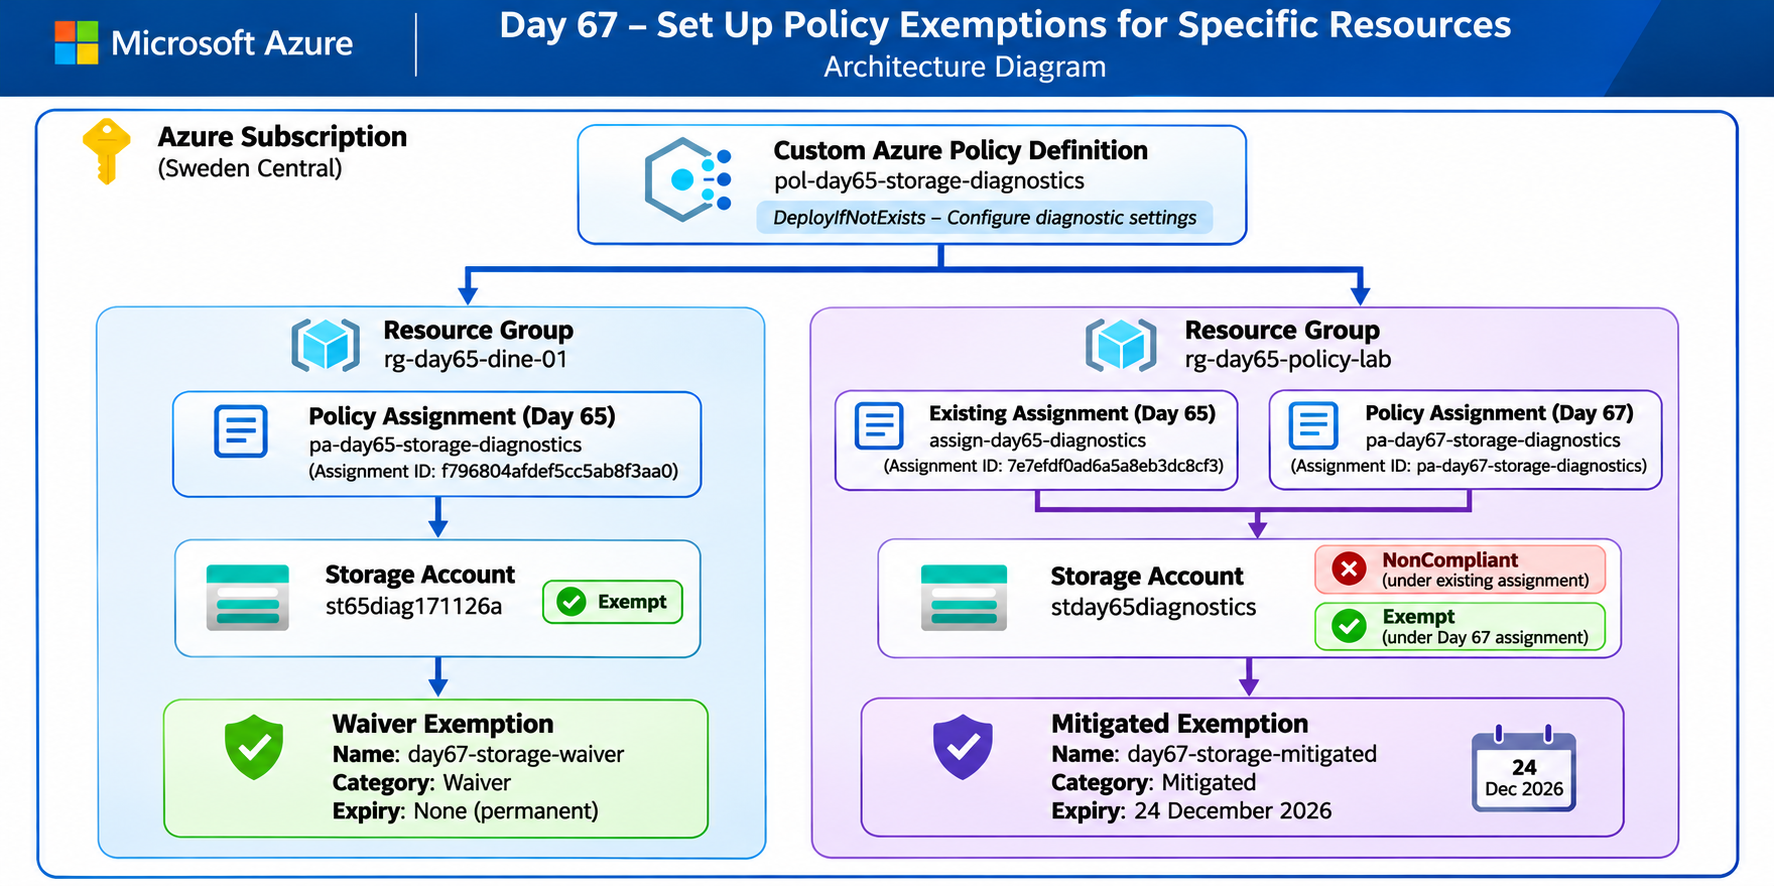 Microsoft Azure
Day 67 – Set Up Policy Exemptions for Specific Resources
Architecture Diagram
Azure Subscription
(Sweden Central)
Custom Azure Policy Definition
pol-day65-storage-diagnostics
DeployIfNotExists – Configure diagnostic settings
Resource Group
rg-day65-dine-01
Policy Assignment (Day 65)
pa-day65-storage-diagnostics
(Assignment ID: f796804afdef5cc5ab8f3aa0)
Storage Account
st65diag171126a
Exempt
Waiver Exemption
Name: day67-storage-waiver
Category: Waiver
Expiry: None (permanent)
Resource Group
rg-day65-policy-lab
Existing Assignment (Day 65)
assign-day65-diagnostics
(Assignment ID: 7e7efdf0ad6a5a8eb3dc8cf3)
Policy Assignment (Day 67)
pa-day67-storage-diagnostics
(Assignment ID: pa-day67-storage-diagnostics)
Storage Account
stday65diagnostics
NonCompliant
(under existing assignment)
Exempt
(under Day 67 assignment)
Mitigated Exemption
Name: day67-storage-mitigated
Category: Mitigated
Expiry: 24 December 2026
24
Dec 2026